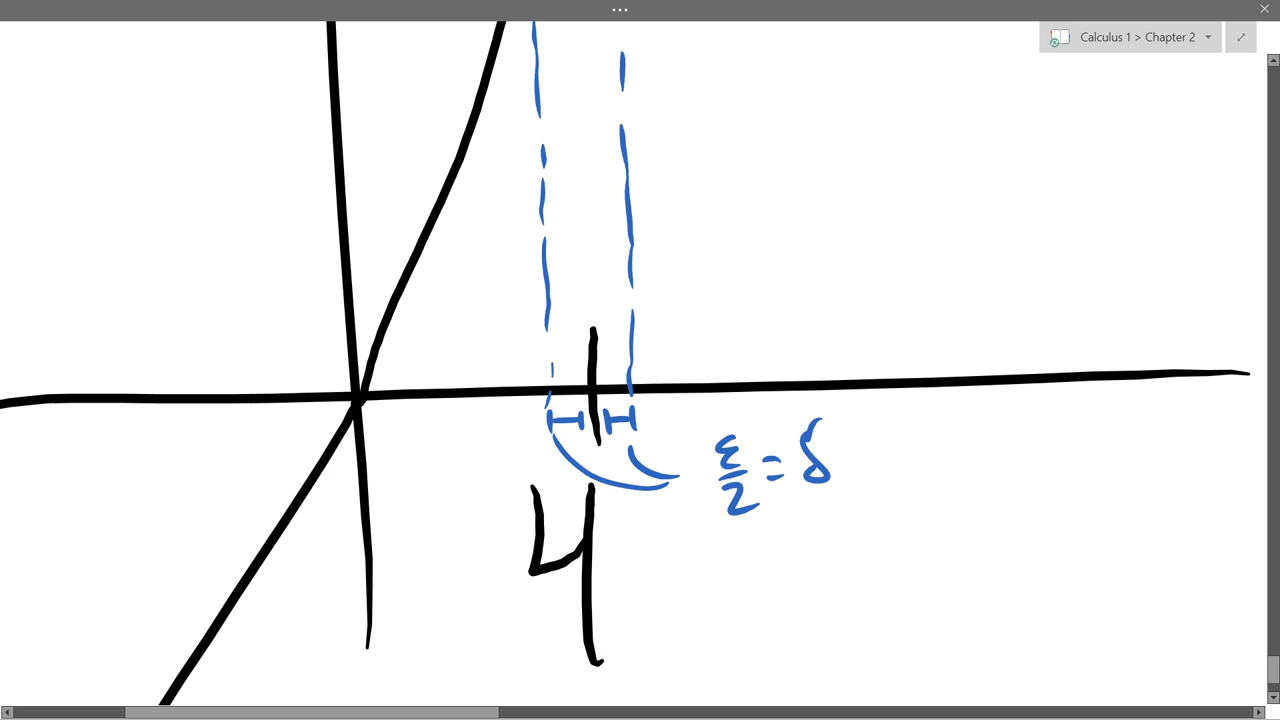 Calculus 1 > Chapter 2
ε/2 = δ
4